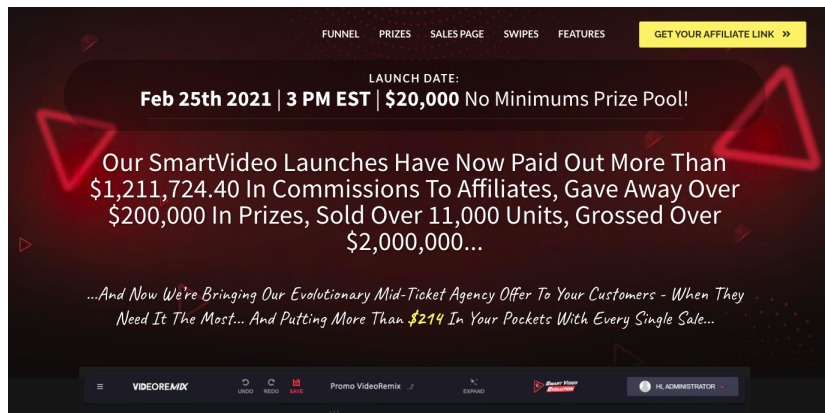 FUNNEL PRIZES SALES PAGE SWIPES FEATURES GET YOUR AFFILIATE LINK »
LAUNCH DATE:
Feb 25th 2021 | 3 PM EST | $20,000 No Minimums Prize Pool!
Our SmartVideo Launches Have Now Paid Out More Than
$1,211,724.40 In Commissions To Affiliates, Gave Away Over
$200,000 In Prizes, Sold Over 11,000 Units, Grossed Over
$2,000,000...
...And Now We're Bringing Our Evolutionary Mid-Ticket Agency Offer To Your Customers - When They
Need It The Most... And Putting More Than $214 In Your Pockets With Every Single Sale...
VIDEOREMIX UNDO REDO SAVE Promo VideoRemix EXPAND SMART VIDEO EVOLUTION HI, ADMINISTRATOR